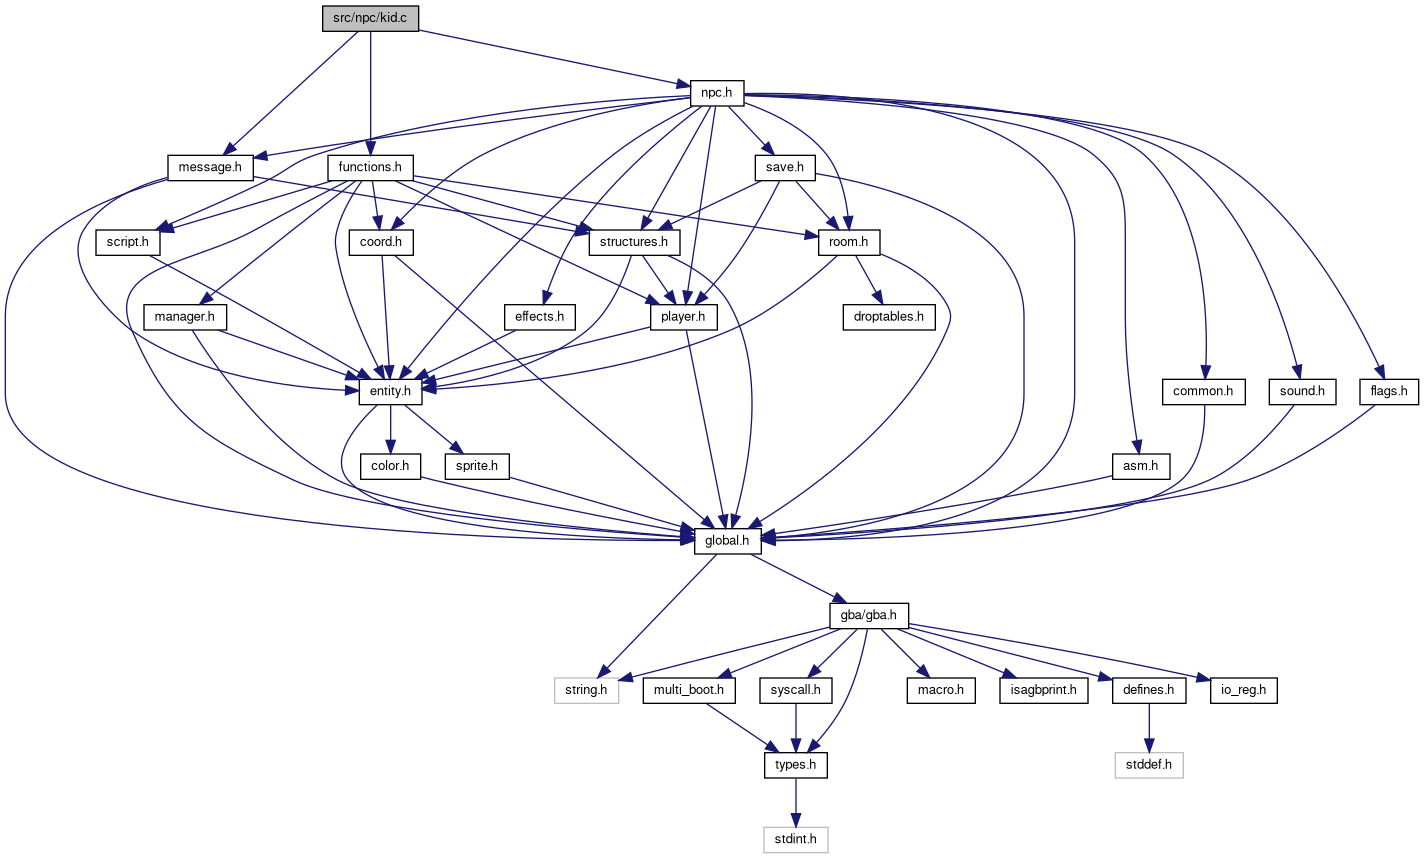 src/npc/kid.c
npc.h
message.h
functions.h
save.h
script.h
coord.h
structures.h
room.h
manager.h
effects.h
player.h
droptables.h
entity.h
common.h
sound.h
flags.h
color.h
sprite.h
asm.h
global.h
gba/gba.h
string.h
multi_boot.h
syscall.h
macro.h
isagbprint.h
defines.h
io_reg.h
types.h
stddef.h
stdint.h